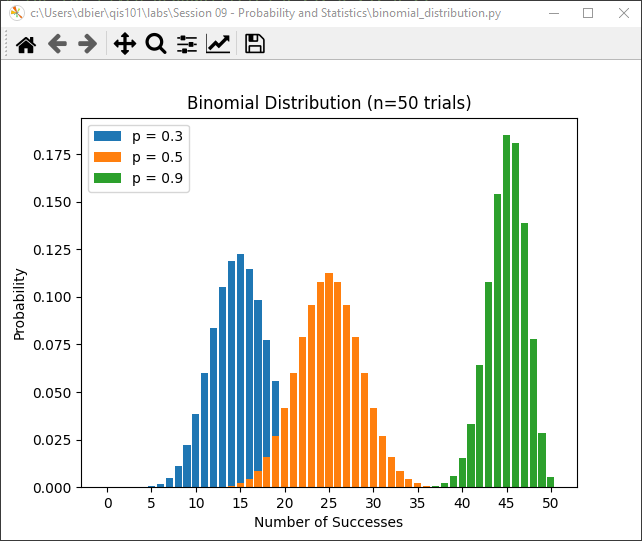 c:\Users\dbier\qis101\labs\Session 09 - Probability and Statistics\binomial_distribution.py
Binomial Distribution (n=50 trials)
p = 0.3
p = 0.5
p = 0.9
0.175
0.150
0.125
0.100
0.075
0.050
0.025
0.000
Probability
0 5 10 15 20 25 30 35 40 45 50
Number of Successes